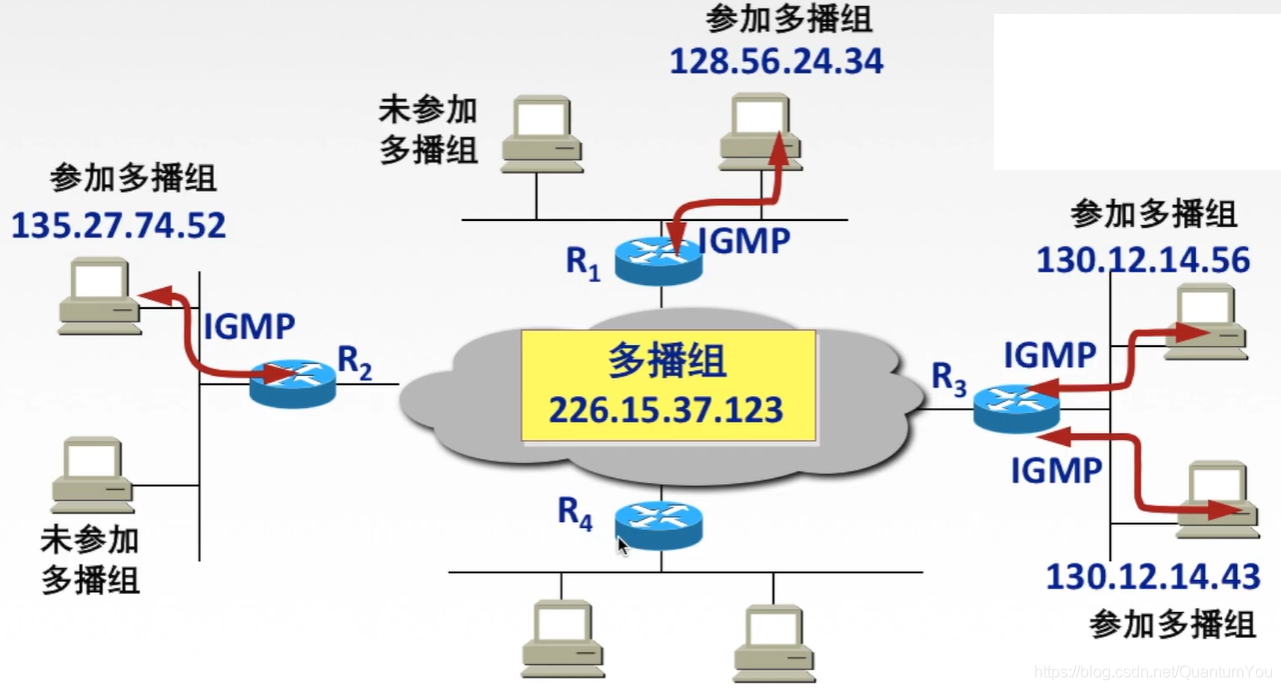 参加多播组
128.56.24.34
未参加
多播组
参加多播组
135.27.74.52
参加多播组
130.12.14.56
R1
IGMP
IGMP
R2
多播组
226.15.37.123
R3
IGMP
IGMP
R4
未参加
多播组
130.12.14.43
参加多播组
https://blog.csdn.net/QuantumYou